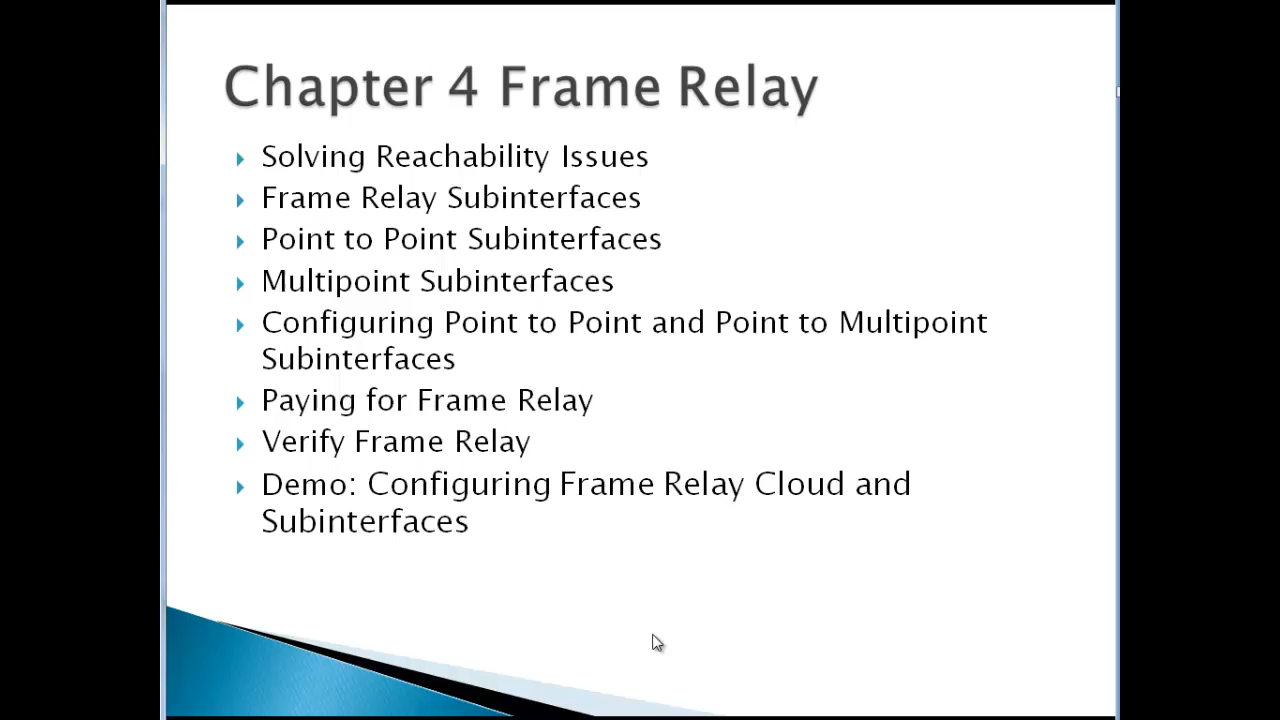 Chapter 4 Frame Relay
Solving Reachability Issues
Frame Relay Subinterfaces
Point to Point Subinterfaces
Multipoint Subinterfaces
Configuring Point to Point and Point to Multipoint
Subinterfaces
Paying for Frame Relay
Verify Frame Relay
Demo: Configuring Frame Relay Cloud and
Subinterfaces